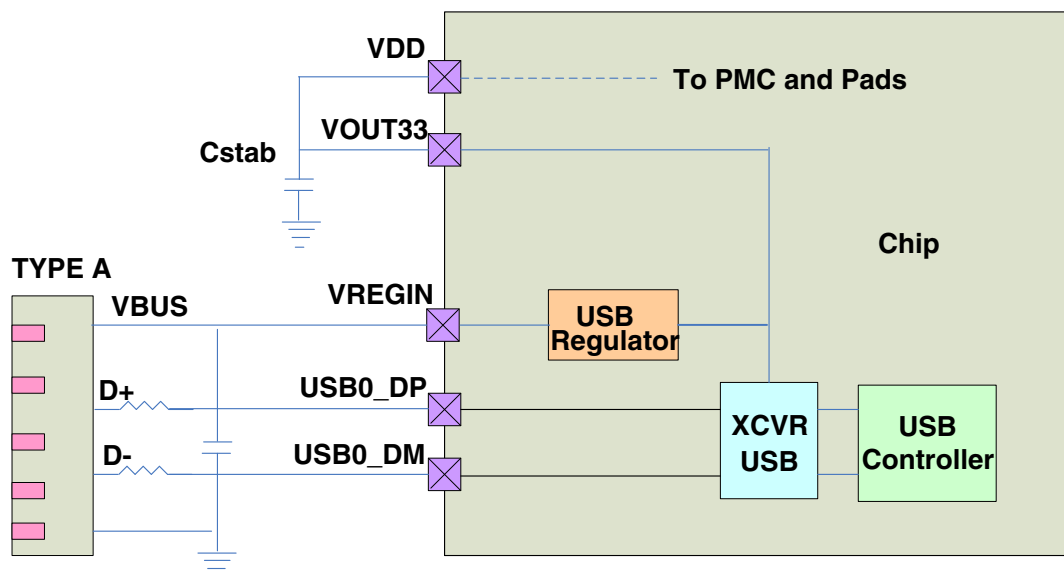 VDD
To PMC and Pads
VOUT33
Cstab
Chip
TYPE A
VBUS
VREGIN
USB
Regulator
D+
USB0_DP
XCVR
USB
USB
Controller
D-
USB0_DM